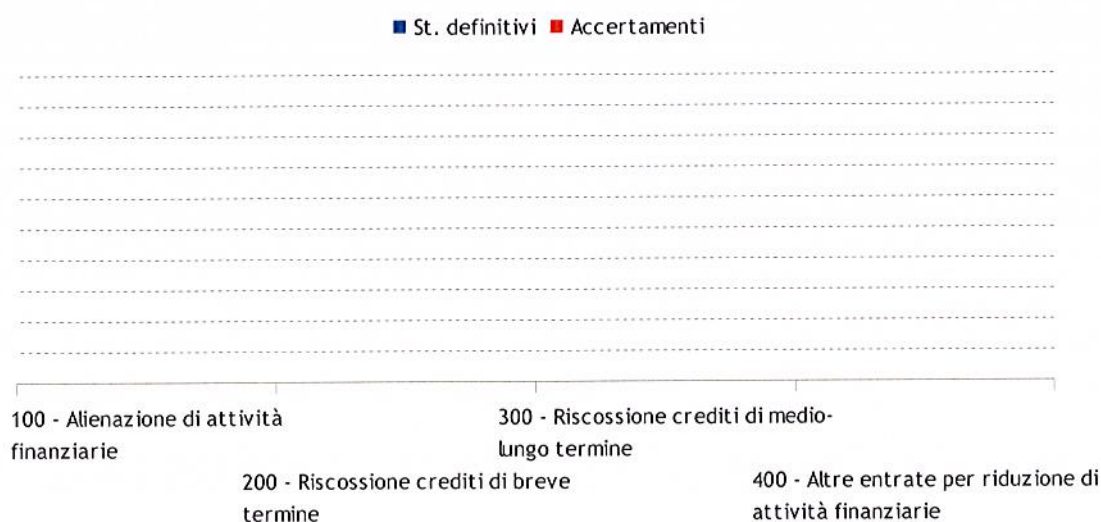 St. definitivi Accertamenti
100 - Alienazione di attività
finanziarie
200 - Riscossione crediti di breve
termine
300 - Riscossione crediti di medio-
lungo termine
400 - Altre entrate per riduzione di
attività finanziarie